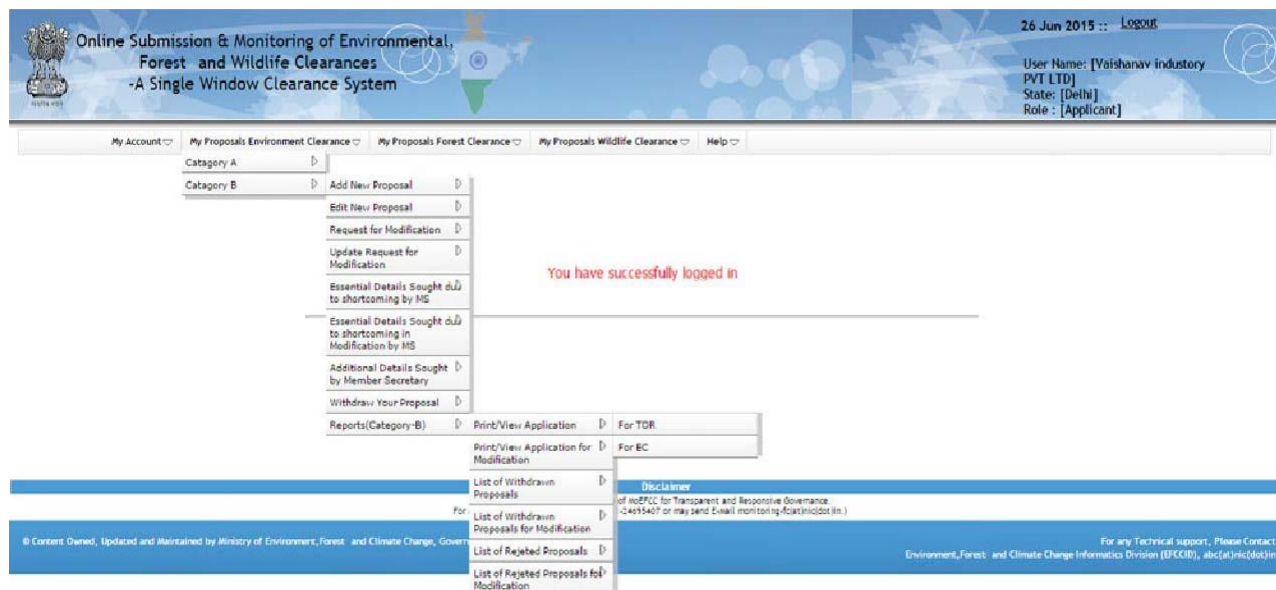 Online Submission & Monitoring of Environmental,
Forest and Wildlife Clearances
-A Single Window Clearance System
26 Jun 2015 :: Logout
User Name: [Vaishanav industory
PVT LTD]
State: [Delhi]
Role : [Applicant]
My Account My Proposals Environment Clearance My Proposals Forest Clearance My Proposals Wildlife Clearance Help
Catagory A
Catagory B
Add New Proposal
Edit New Proposal
Request for Modification
Update Request for
Modification
Essential Details Sought due
to shortcoming by MS
Essential Details Sought due
to shortcoming in
Modification by MS
Additional Details Sought
by Member Secretary
Withdraw Your Proposal
Reports(Category-B)
Print/View Application
Print/View Application for
Modification
List of Withdrawn
Proposals
List of Withdrawn
Proposals for Modification
List of Rejeted Proposals
List of Rejeted Proposals for
Modification
For TOR
For EC
You have successfully logged in
Disclaimer
of MoEFCC for Transparent and Responsive Governance.
For
-24695407 or may send E-mail monitoring-fc(at)nic(dot)in.)
© Content Owned, Updated and Maintained by Ministry of Environment, Forest and Climate Change, Govern
For any Technical support, Please Contact
Environment,Forest and Climate Change Informatics Division (EFCCID), abc(at)nic(dot)in